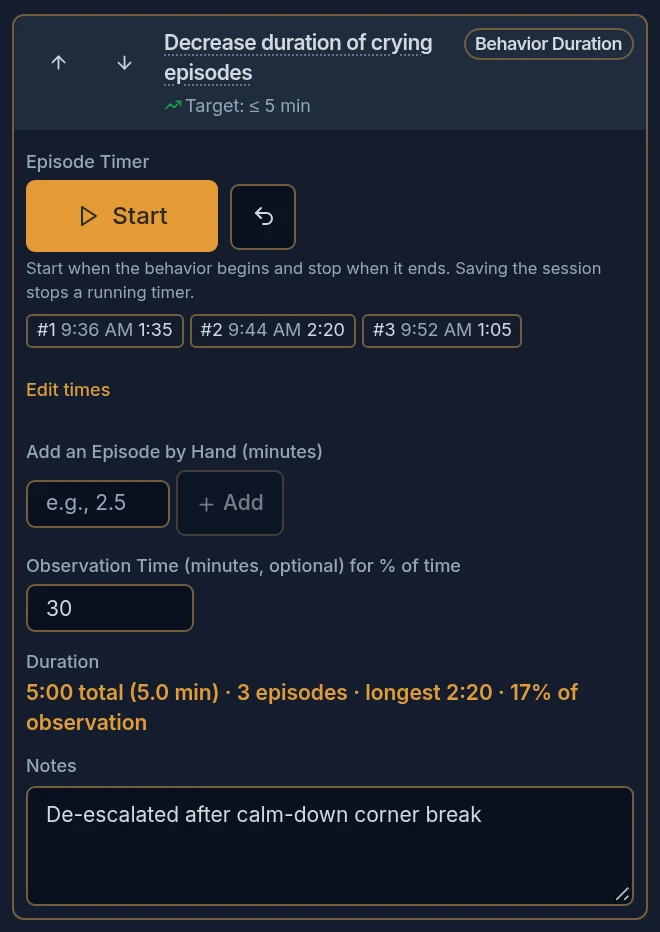 Decrease duration of crying
episodes
Behavior Duration
Target: ≤ 5 min
Episode Timer
Start
Start when the behavior begins and stop when it ends. Saving the session
stops a running timer.
#1 9:36 AM 1:35 #2 9:44 AM 2:20 #3 9:52 AM 1:05
Edit times
Add an Episode by Hand (minutes)
e.g., 2.5 + Add
Observation Time (minutes, optional) for % of time
30
Duration
5:00 total (5.0 min) · 3 episodes · longest 2:20 · 17% of
observation
Notes
De-escalated after calm-down corner break